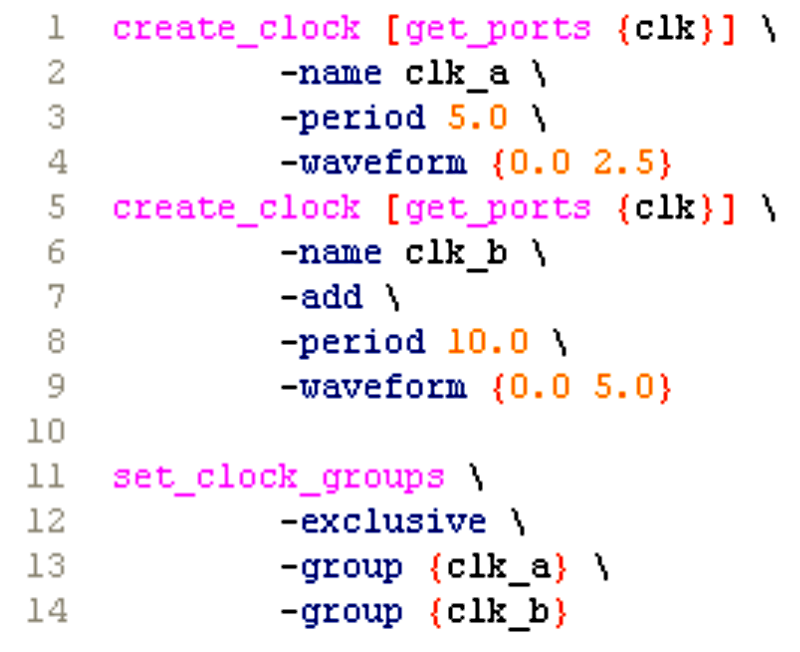 1 create_clock [get_ports {clk}] \
2 -name clk_a \
3 -period 5.0 \
4 -waveform {0.0 2.5}
5 create_clock [get_ports {clk}] \
6 -name clk_b \
7 -add \
8 -period 10.0 \
9 -waveform {0.0 5.0}
10
11 set_clock_groups \
12 -exclusive \
13 -group {clk_a} \
14 -group {clk_b}